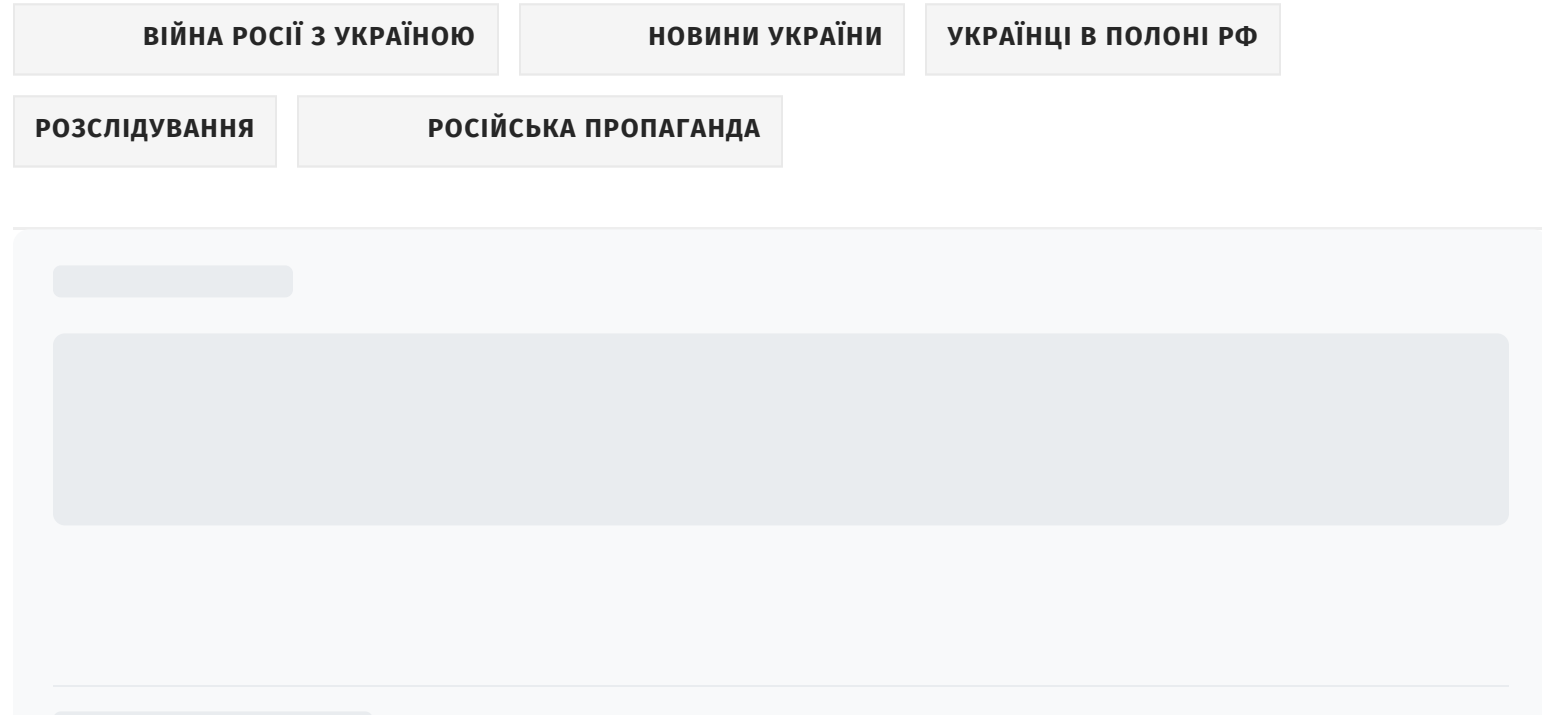 ВІЙНА РОСІЇ З УКРАЇНОЮ НОВИНИ УКРАЇНИ УКРАЇНЦІ В ПОЛОНІ РФ
РОЗСЛІДУВАННЯ РОСІЙСЬКА ПРОПАГАНДА